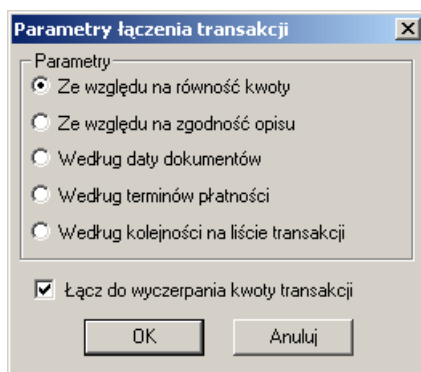 Parametry łączenia transakcji
Parametry
Ze względu na równość kwoty
Ze względu na zgodność opisu
Według daty dokumentów
Według terminów płatności
Według kolejności na liście transakcji
Łącz do wyczerpania kwoty transakcji
OK
Anuluj